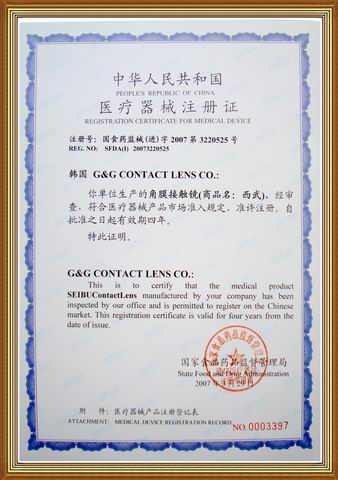 中华人民共和国
PEOPLE'S REPUBLIC OF CHINA
医疗器械注册证
REGISTRATION CERTIFICATE FOR MEDICAL DEVICE
注册号：国食药监械(进)字 2007 第 3220525 号
REG. NO: SFDA(I) 20073220525
韩国 G&G CONTACT LENS CO.:
你单位生产的角膜接触镜(商品名：西武)，经审
查，符合医疗器械产品市场准入规定，准许注册。自
批准之日起有效期四年。
特此证明。
G&G CONTACT LENS CO.:
This is to certify that the medical product
SEIBUContactLens manufactured by your company has been
inspected by our office and is permitted to register on the Chinese
market. This registration certificate is valid for four years from the
date of issue.
国家食品药品监督管理局
State Food and Drug Administration
附 件：医疗器械产品注册登记表
ATTACHMENT: MEDICAL DEVICE REGISTRATION RECORD
NO.0003397